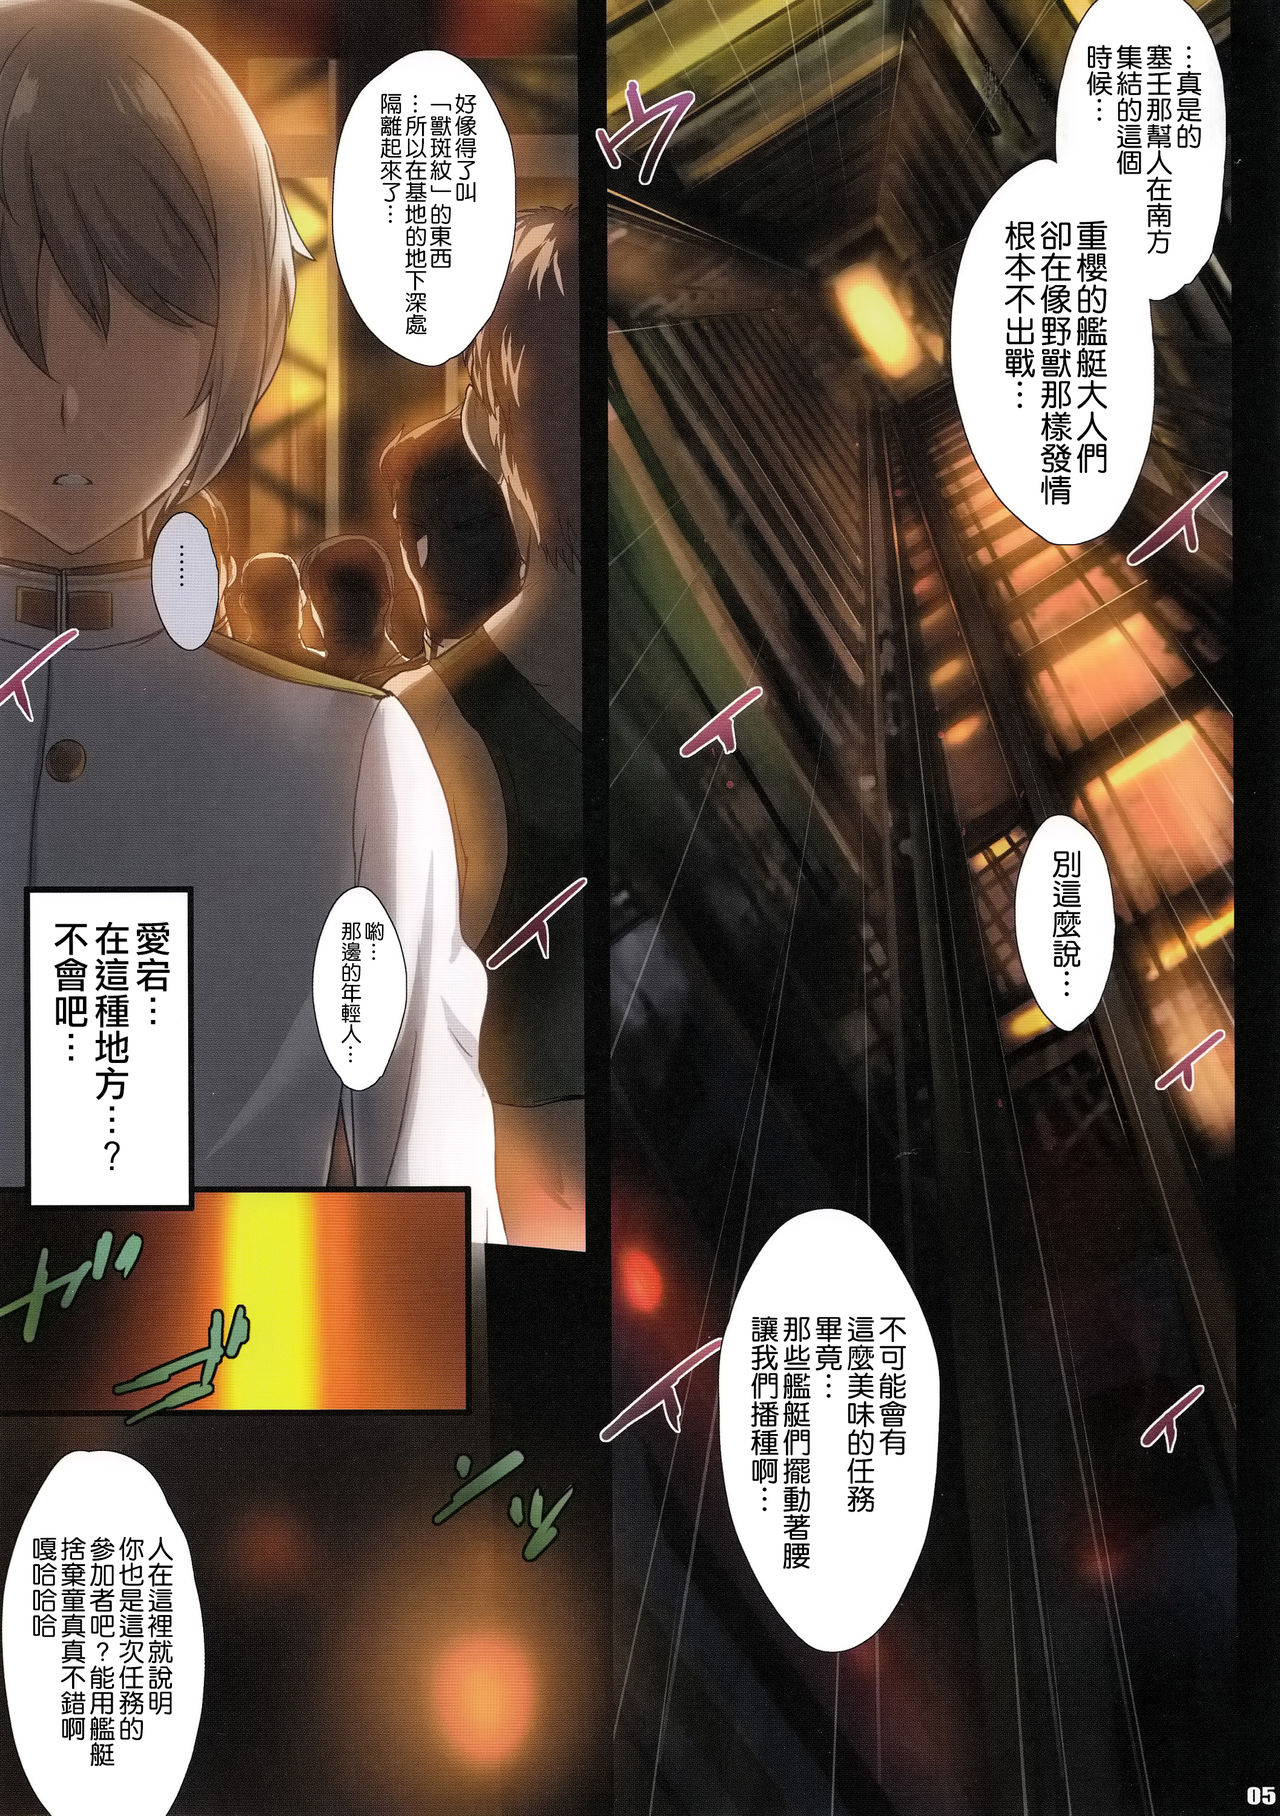 …真是的
塞壬那幫人在南方
集結的這個
時候…
重櫻的艦艇大人們
卻在像野獸那樣發情
根本不出戰…
別這麼說…
不可能會有
這麼美味的任務
畢竟…
那些艦艇們擺動著腰
讓我們播種啊…
好像得了叫
「獸斑紋」的東西
…所以在基地的地下深處
隔離起來了…
……
喲…
那邊的年輕人…
愛宕…
在這種地方…？
不會吧…
人在這裡就說明
你也是這次任務的
參加者吧？能用艦艇
捨棄童真真不錯啊
嘎哈哈哈
05